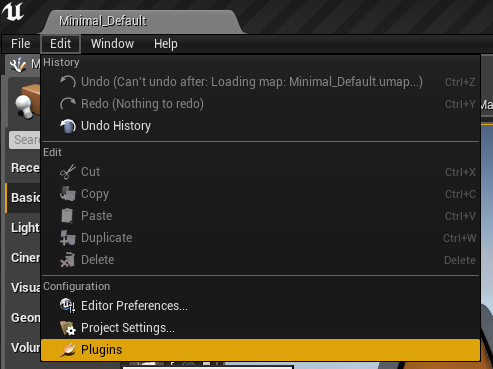 Minimal_Default
File Edit Window Help
History
Undo (Can't undo after: Loading map: Minimal_Default.umap...) Ctrl+Z
Redo (Nothing to redo) Ctrl+Y
Undo History
Edit
Cut Ctrl+X
Copy Ctrl+C
Paste Ctrl+V
Duplicate Ctrl+W
Delete Delete
Configuration
Editor Preferences...
Project Settings...
Plugins
M
Ma
Sear
Rece
Basic
Light
Ciner
Visua
Geon
Volun